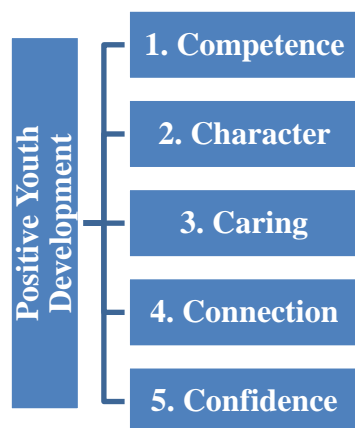 Positive Youth
Development
1. Competence
2. Character
3. Caring
4. Connection
5. Confidence